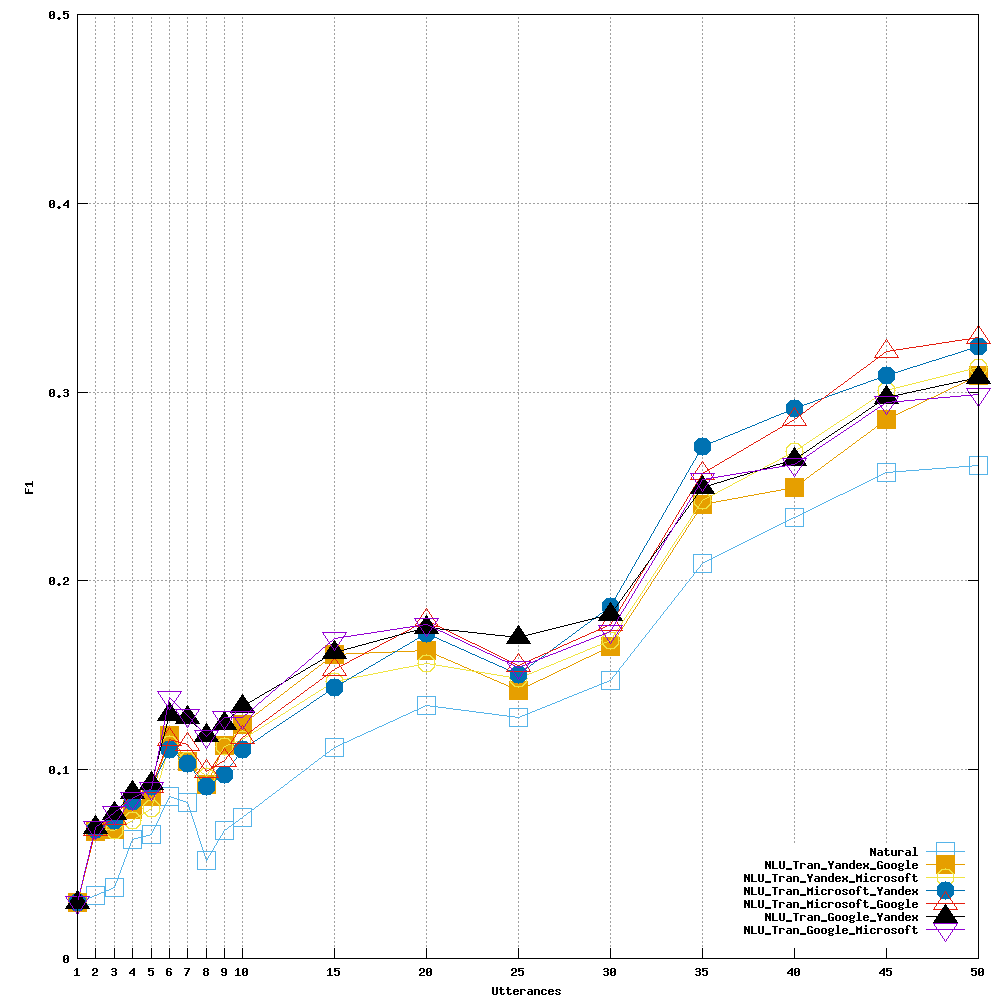 0.5
0.4
0.3
0.2
0.1
0
F1
1 2 3 4 5 6 7 8 9 10 15 20 25 30 35 40 45 50
Utterances
Natural
NLU_Tran_Yandex_Google
NLU_Tran_Yandex_Microsoft
NLU_Tran_Microsoft_Yandex
NLU_Tran_Microsoft_Google
NLU_Tran_Google_Yandex
NLU_Tran_Google_Microsoft